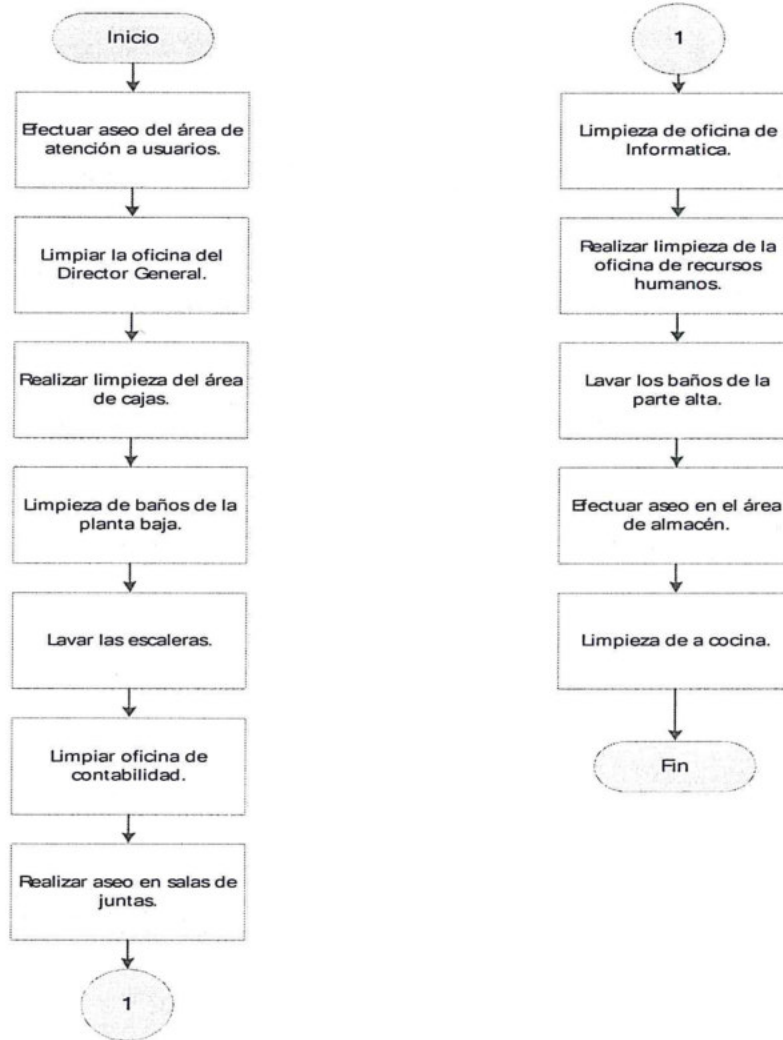 Inicio
Efectuar aseo del área de
atención a usuarios.
Limpiar la oficina del
Director General.
Realizar limpieza del área
de cajas.
Limpieza de baños de la
planta baja.
Lavar las escaleras.
Limpiar oficina de
contabilidad.
Realizar aseo en salas de
juntas.
1
1
Limpieza de oficina de
Informatica.
Realizar limpieza de la
oficina de recursos
humanos.
Lavar los baños de la
parte alta.
Efectuar aseo en el área
de almacén.
Limpieza de a cocina.
Fin